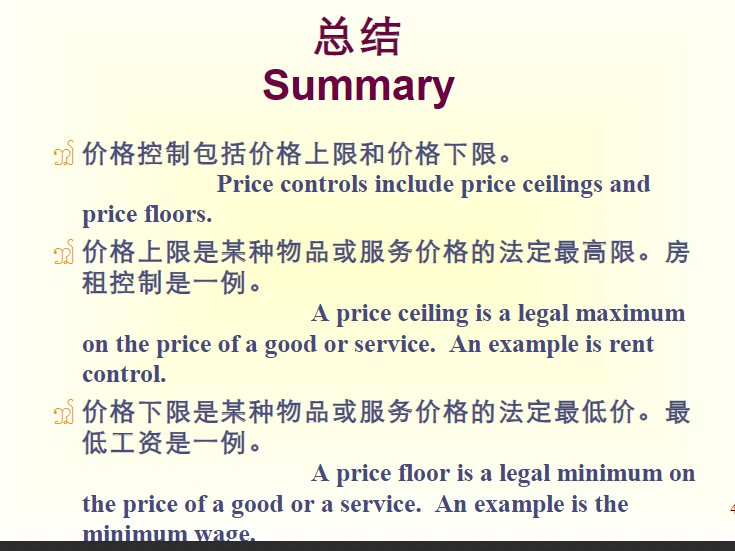 总结
Summary
价格控制包括价格上限和价格下限。
Price controls include price ceilings and
price floors.
价格上限是某种物品或服务价格的法定最高限。房
租控制是一例。
A price ceiling is a legal maximum
on the price of a good or service.  An example is rent
control.
价格下限是某种物品或服务价格的法定最低价。最
低工资是一例。
A price floor is a legal minimum on
the price of a good or a service.  An example is the
minimum wage.